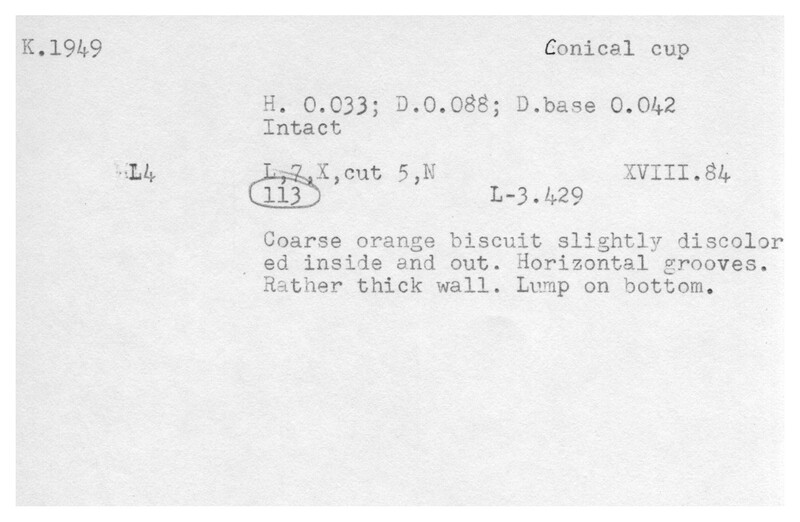 K.1949 Conical cup
H. 0.033; D.0.088; D.base 0.042
Intact
L4 L,7,X,cut 5,N XVIII.84
113 L-3.429
Coarse orange biscuit slightly discolor
ed inside and out. Horizontal grooves.
Rather thick wall. Lump on bottom.